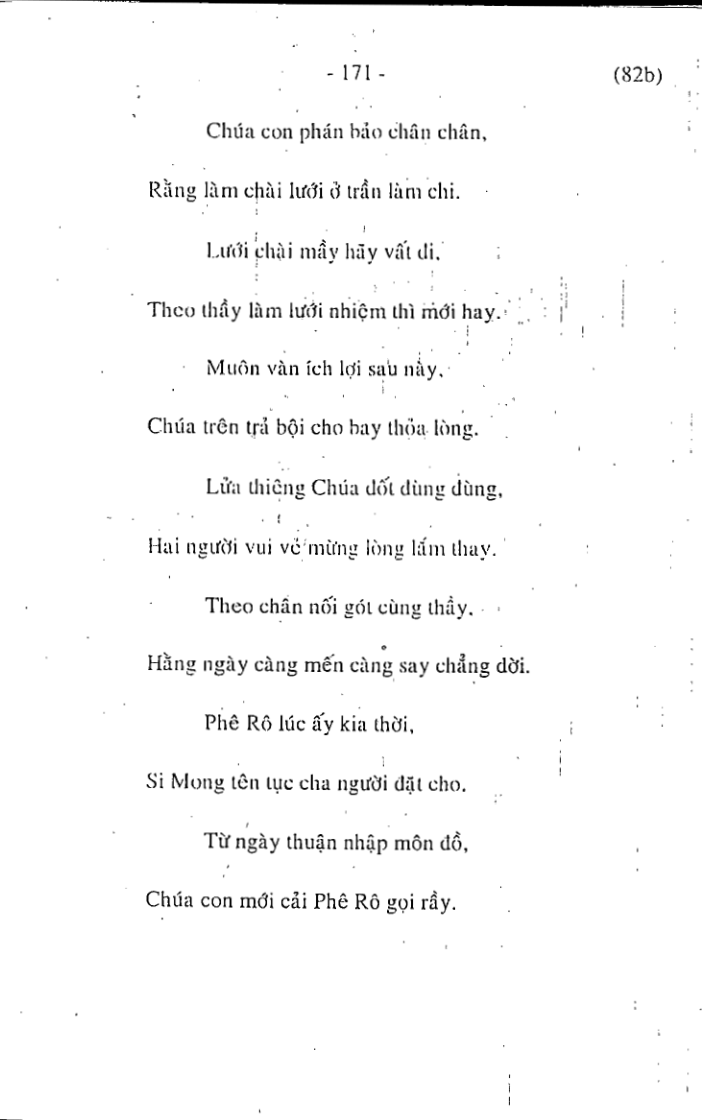 - 171 - (82b)
Chúa con phán bảo chân chân,
Rằng làm chài lưới ở trần làm chi.
Lưới chài mầy hãy vất đi,
Theo thầy làm lưới nhiệm thì mới hay.
Muôn vàn ích lợi sau nầy,
Chúa trên trả bội cho bay thỏa lòng.
Lửa thiêng Chúa đốt dùng dùng,
Hai người vui vẻ mừng lòng lắm thay.
Theo chân nối gót cùng thầy,
Hằng ngày càng mến càng say chẳng dời.
Phê Rô lúc ấy kia thời,
Si Mong tên tục cha người đặt cho.
Từ ngày thuận nhập môn đồ,
Chúa con mới cải Phê Rô gọi rầy.